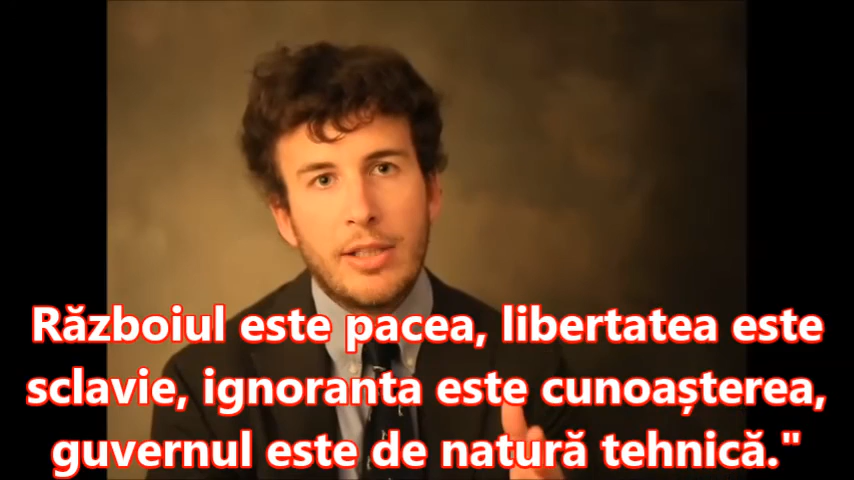 Războiul este pacea, libertatea este
sclavie, ignoranta este cunoașterea,
guvernul este de natură tehnică."